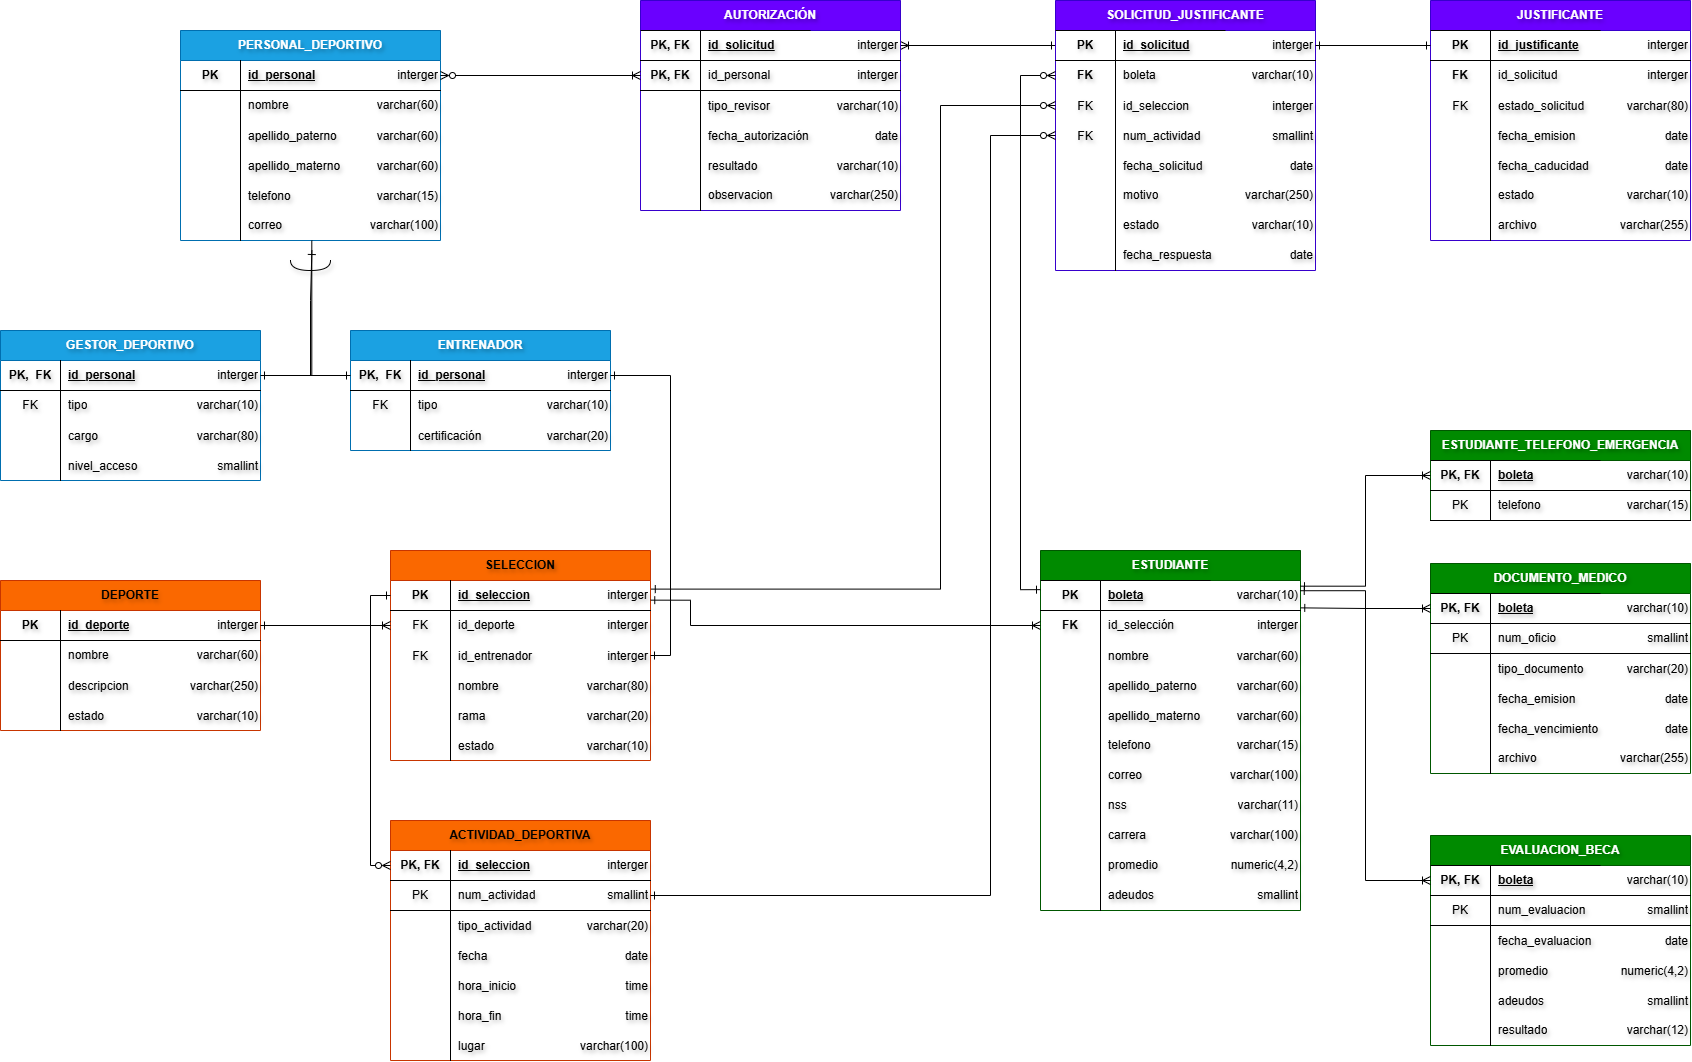 PERSONAL_DEPORTIVO
PK id_personal interger
nombre varchar(60)
apellido_paterno varchar(60)
apellido_materno varchar(60)
telefono varchar(15)
correo varchar(100)
AUTORIZACIÓN
PK, FK id_solicitud interger
PK, FK id_personal interger
tipo_revisor varchar(10)
fecha_autorización date
resultado varchar(10)
observacion varchar(250)
SOLICITUD_JUSTIFICANTE
PK id_solicitud interger
FK boleta varchar(10)
FK id_seleccion interger
FK num_actividad smallint
fecha_solicitud date
motivo varchar(250)
estado varchar(10)
fecha_respuesta date
JUSTIFICANTE
PK id_justificante interger
FK id_solicitud interger
FK estado_solicitud varchar(80)
fecha_emision date
fecha_caducidad date
estado varchar(10)
archivo varchar(255)
GESTOR_DEPORTIVO
PK, FK id_personal interger
FK tipo varchar(10)
cargo varchar(80)
nivel_acceso smallint
ENTRENADOR
PK, FK id_personal interger
FK tipo varchar(10)
certificación varchar(20)
DEPORTE
PK id_deporte interger
nombre varchar(60)
descripcion varchar(250)
estado varchar(10)
SELECCION
PK id_seleccion interger
FK id_deporte interger
FK id_entrenador interger
nombre varchar(80)
rama varchar(20)
estado varchar(10)
ACTIVIDAD_DEPORTIVA
PK, FK id_seleccion interger
PK num_actividad smallint
tipo_actividad varchar(20)
fecha date
hora_inicio time
hora_fin time
lugar varchar(100)
ESTUDIANTE
PK boleta varchar(10)
FK id_selección interger
nombre varchar(60)
apellido_paterno varchar(60)
apellido_materno varchar(60)
telefono varchar(15)
correo varchar(100)
nss varchar(11)
carrera varchar(100)
promedio numeric(4,2)
adeudos smallint
ESTUDIANTE_TELEFONO_EMERGENCIA
PK, FK boleta varchar(10)
PK telefono varchar(15)
DOCUMENTO_MEDICO
PK, FK boleta varchar(10)
PK num_oficio smallint
tipo_documento varchar(20)
fecha_emision date
fecha_vencimiento date
archivo varchar(255)
EVALUACION_BECA
PK, FK boleta varchar(10)
PK num_evaluacion smallint
fecha_evaluacion date
promedio numeric(4,2)
adeudos smallint
resultado varchar(12)